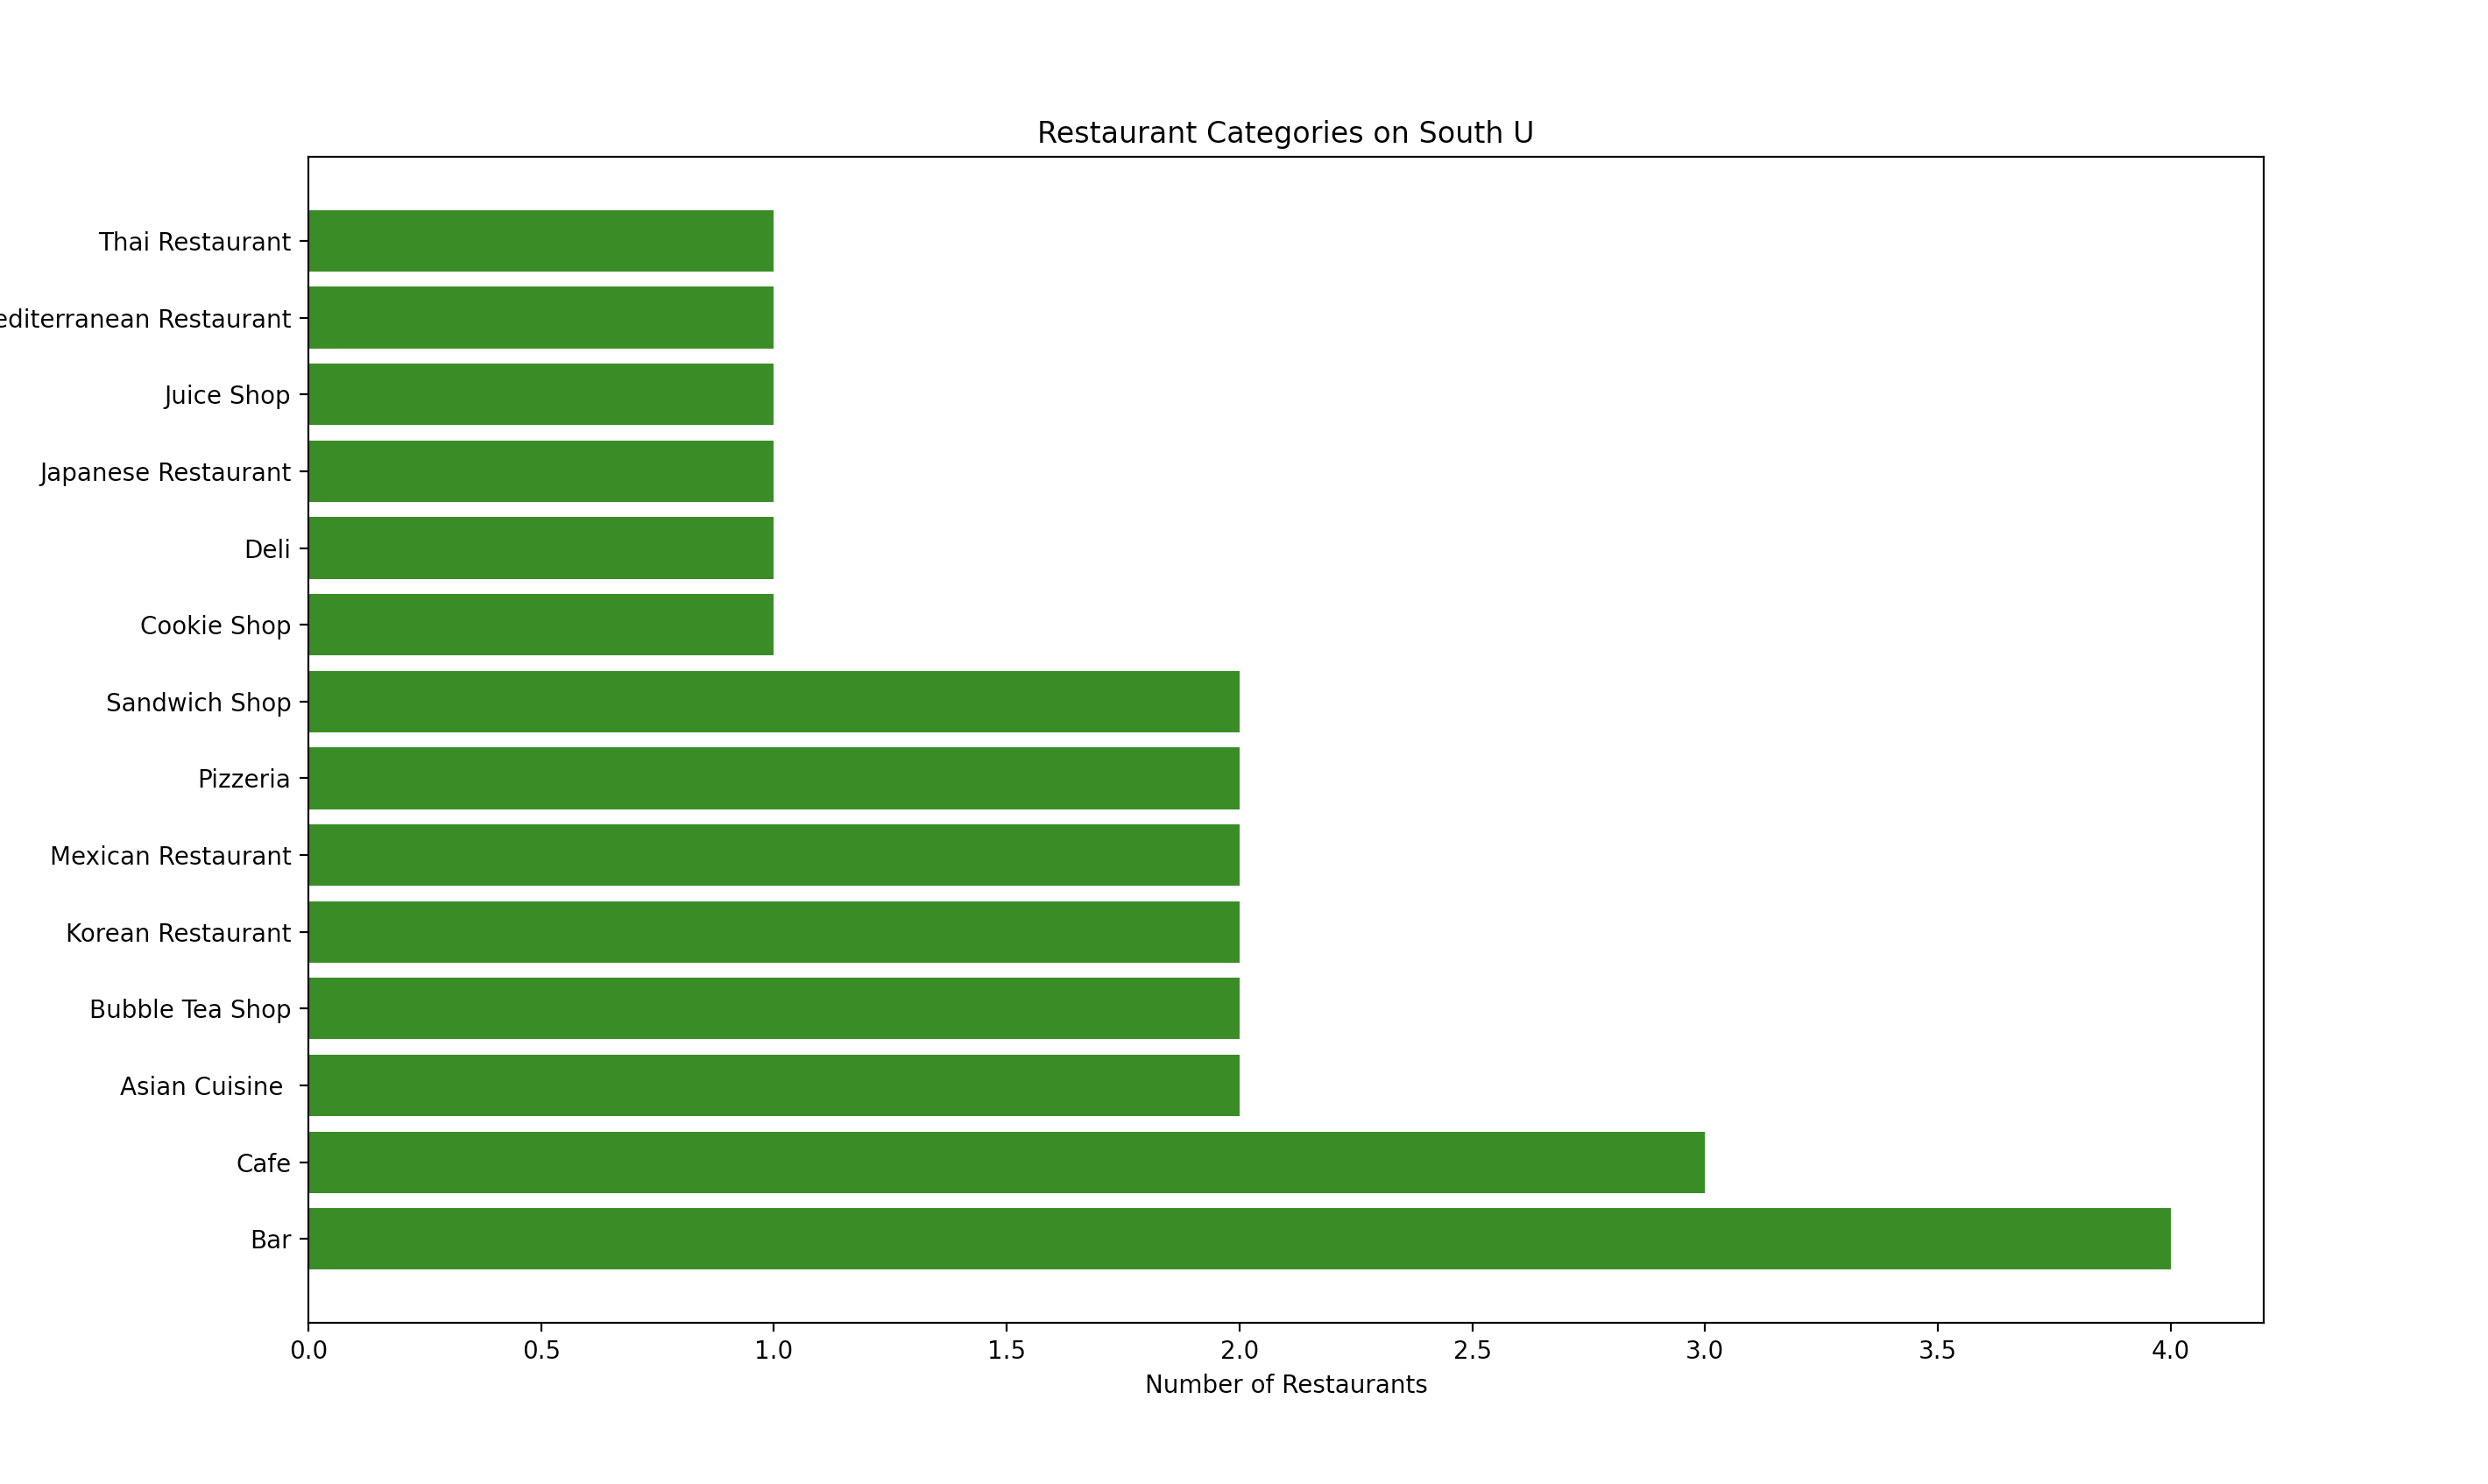 Restaurant Categories on South U
Thai Restaurant
editerranean Restaurant
Juice Shop
Japanese Restaurant
Deli
Cookie Shop
Sandwich Shop
Pizzeria
Mexican Restaurant
Korean Restaurant
Bubble Tea Shop
Asian Cuisine
Cafe
Bar
0.0 0.5 1.0 1.5 2.0 2.5 3.0 3.5 4.0
Number of Restaurants